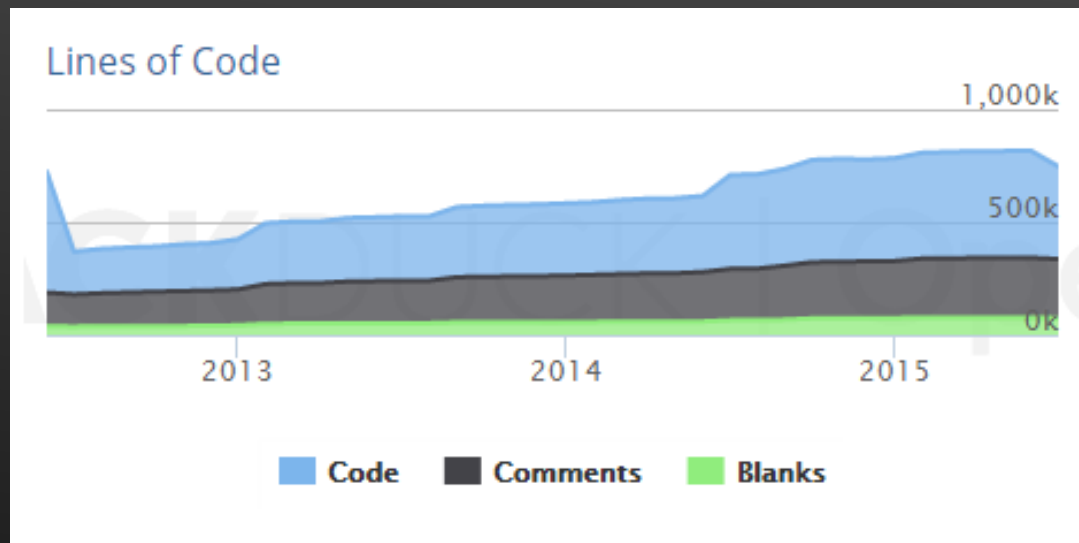 Lines of Code
1,000k
500k
0k
2013 2014 2015
Code Comments Blanks